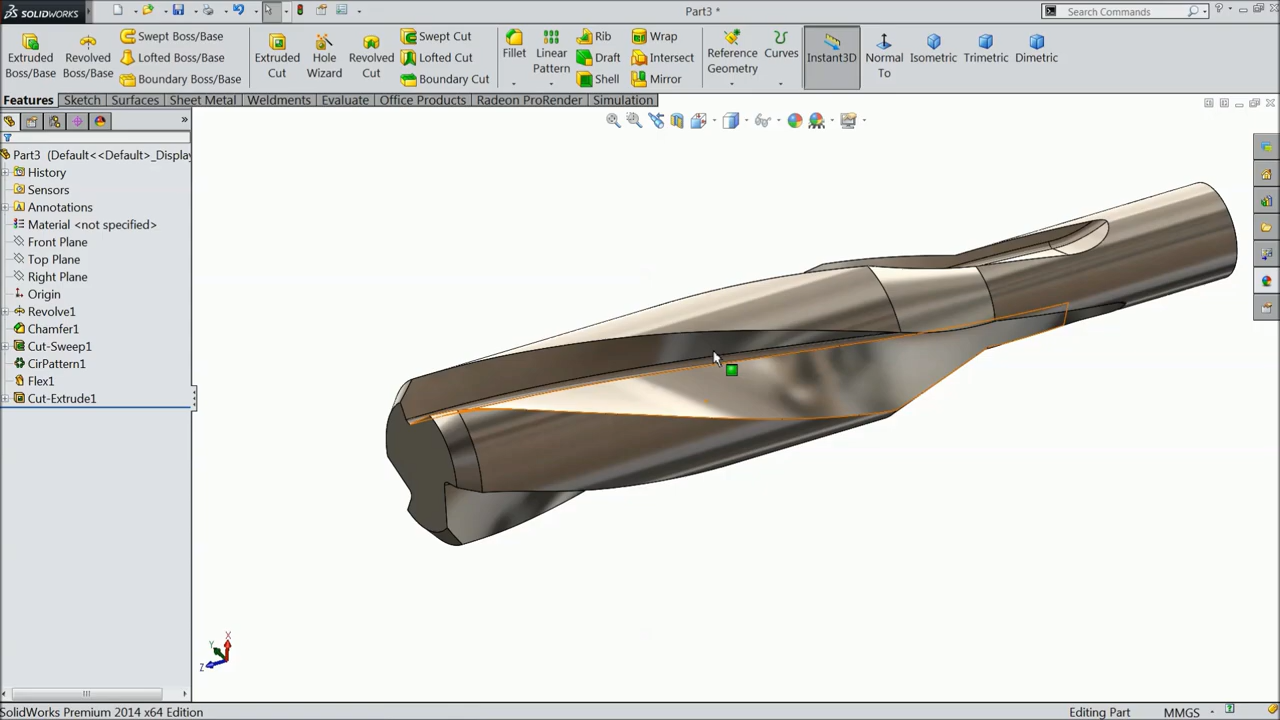 SOLIDWORKS
Part3 *
Search Commands
Extruded Boss/Base
Revolved Boss/Base
Swept Boss/Base
Lofted Boss/Base
Boundary Boss/Base
Extruded Cut
Hole Wizard
Revolved Cut
Swept Cut
Lofted Cut
Boundary Cut
Fillet
Linear Pattern
Rib
Draft
Shell
Wrap
Intersect
Mirror
Reference Geometry
Curves
Instant3D
Normal To
Isometric
Trimetric
Dimetric
Features Sketch Surfaces Sheet Metal Weldments Evaluate Office Products Radeon ProRender Simulation
Part3 (Default<<Default>_Display
History
Sensors
Annotations
Material <not specified>
Front Plane
Top Plane
Right Plane
Origin
Revolve1
Chamfer1
Cut-Sweep1
CirPattern1
Flex1
Cut-Extrude1
X
Y
Z
SolidWorks Premium 2014 x64 Edition
Editing Part
MMGS